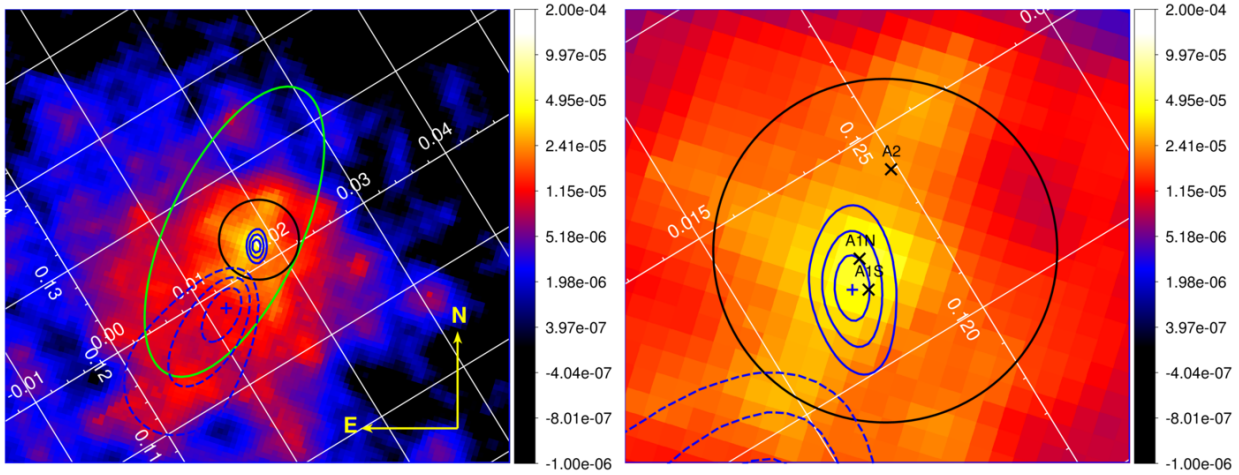 0.04
0.03
0.02
0.01
0.00
-0.01
0.13
0.12
0.11
N
E
2.00e-04
9.97e-05
4.95e-05
2.41e-05
1.15e-05
5.18e-06
1.98e-06
3.97e-07
-4.04e-07
-8.01e-07
-1.00e-06
A2
0.125
0.015
A1N
A1S
0.120
2.00e-04
9.97e-05
4.95e-05
2.41e-05
1.15e-05
5.18e-06
1.98e-06
3.97e-07
-4.04e-07
-8.01e-07
-1.00e-06